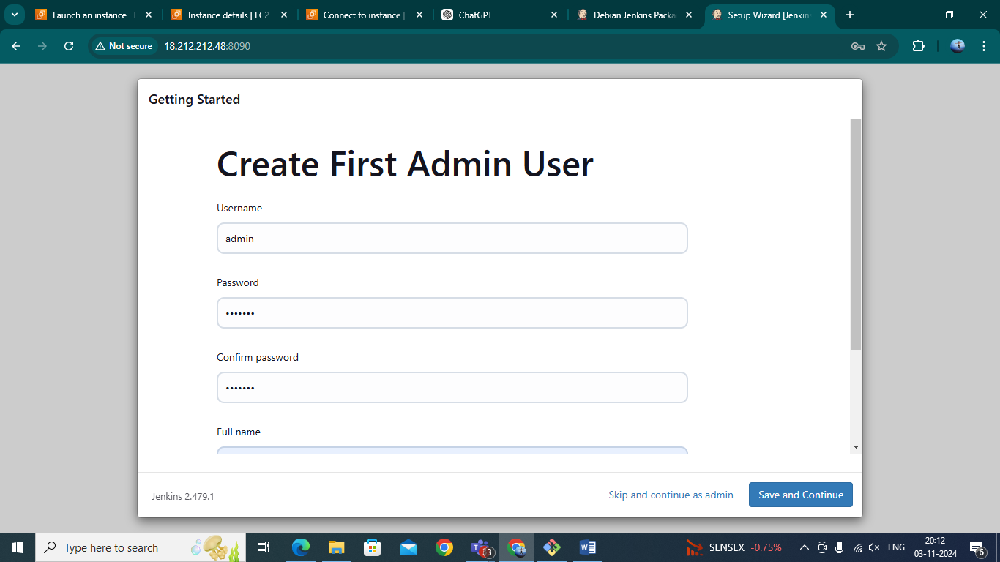 Launch an instance | E
Instance details | EC2
Connect to instance |
ChatGPT
Debian Jenkins Packa
Setup Wizard [Jenkins
Not secure
18.212.212.48:8090
Getting Started
Create First Admin User
Username
admin
Password
•••••••
Confirm password
•••••••
Full name
Jenkins 2.479.1
Skip and continue as admin
Save and Continue
Type here to search
3
SENSEX -0.75%
ENG
20:12
03-11-2024
6